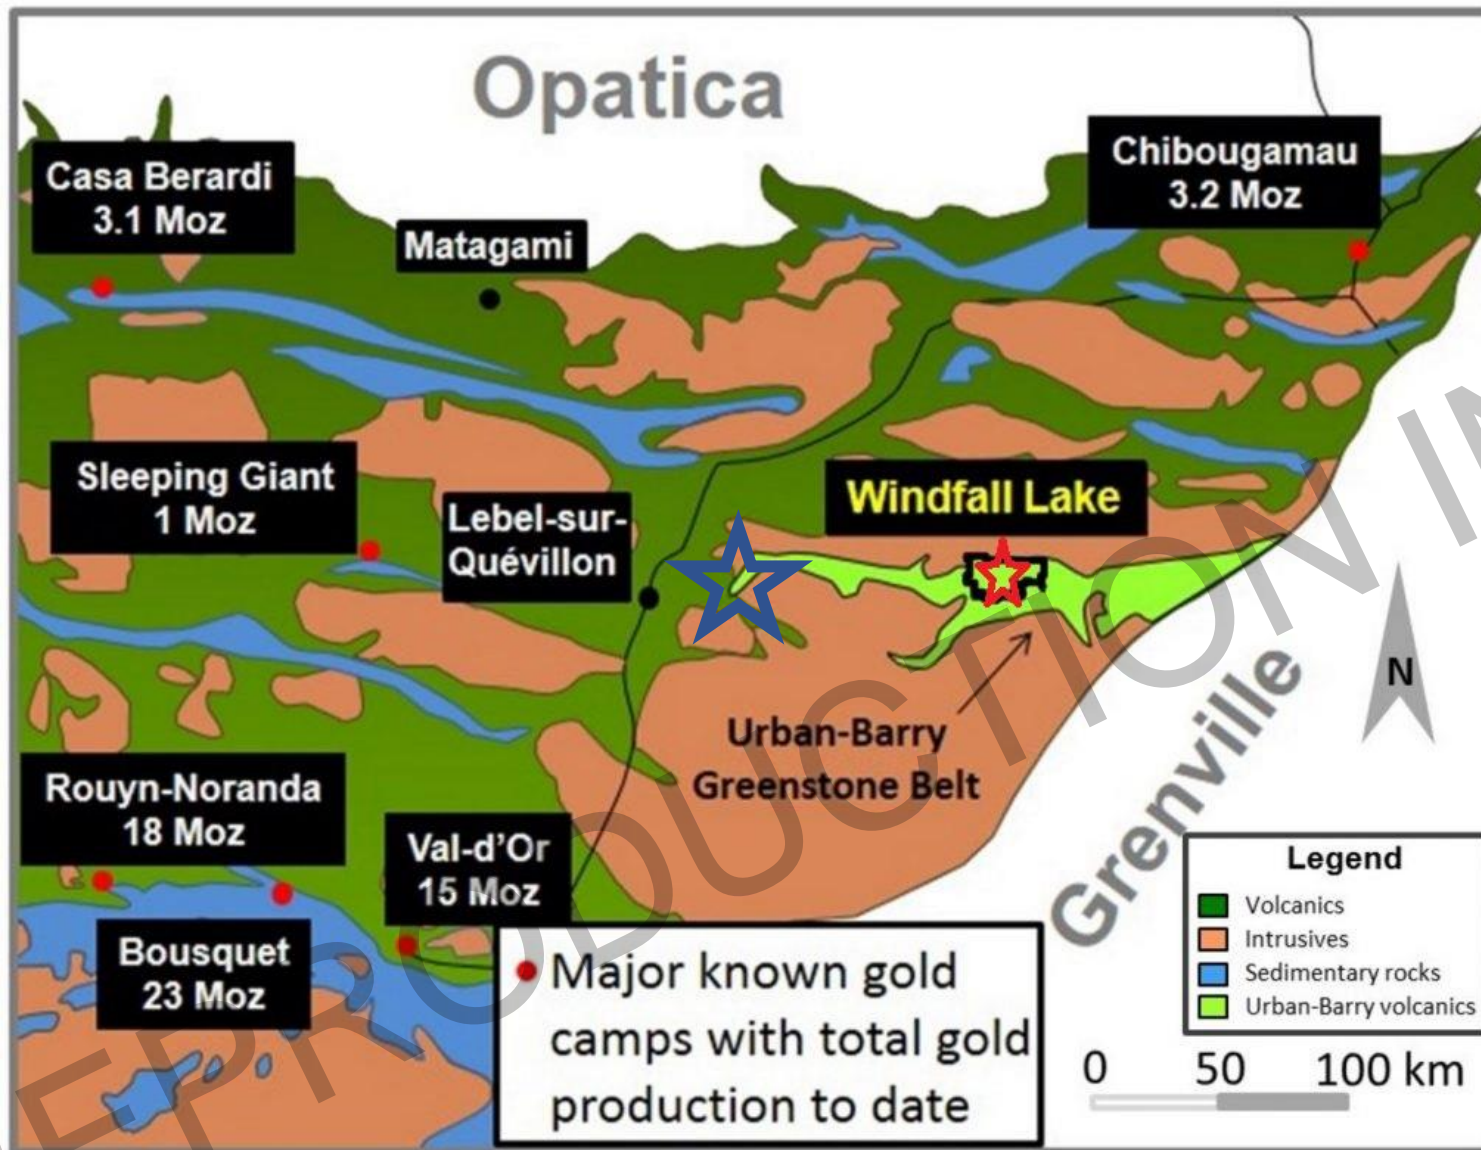 Opatica
Casa Berardi
3.1 Moz
Matagami
Chibougamau
3.2 Moz
Sleeping Giant
1 Moz
Lebel-sur-
Quévillon
Windfall Lake
Urban-Barry
Greenstone Belt
N
Grenville
Rouyn-Noranda
18 Moz
Val-d'Or
15 Moz
Bousquet
23 Moz
Major known gold
camps with total gold
production to date
Legend
Volcanics
Intrusives
Sedimentary rocks
Urban-Barry volcanics
0 50 100 km
EPRODUCTION IN